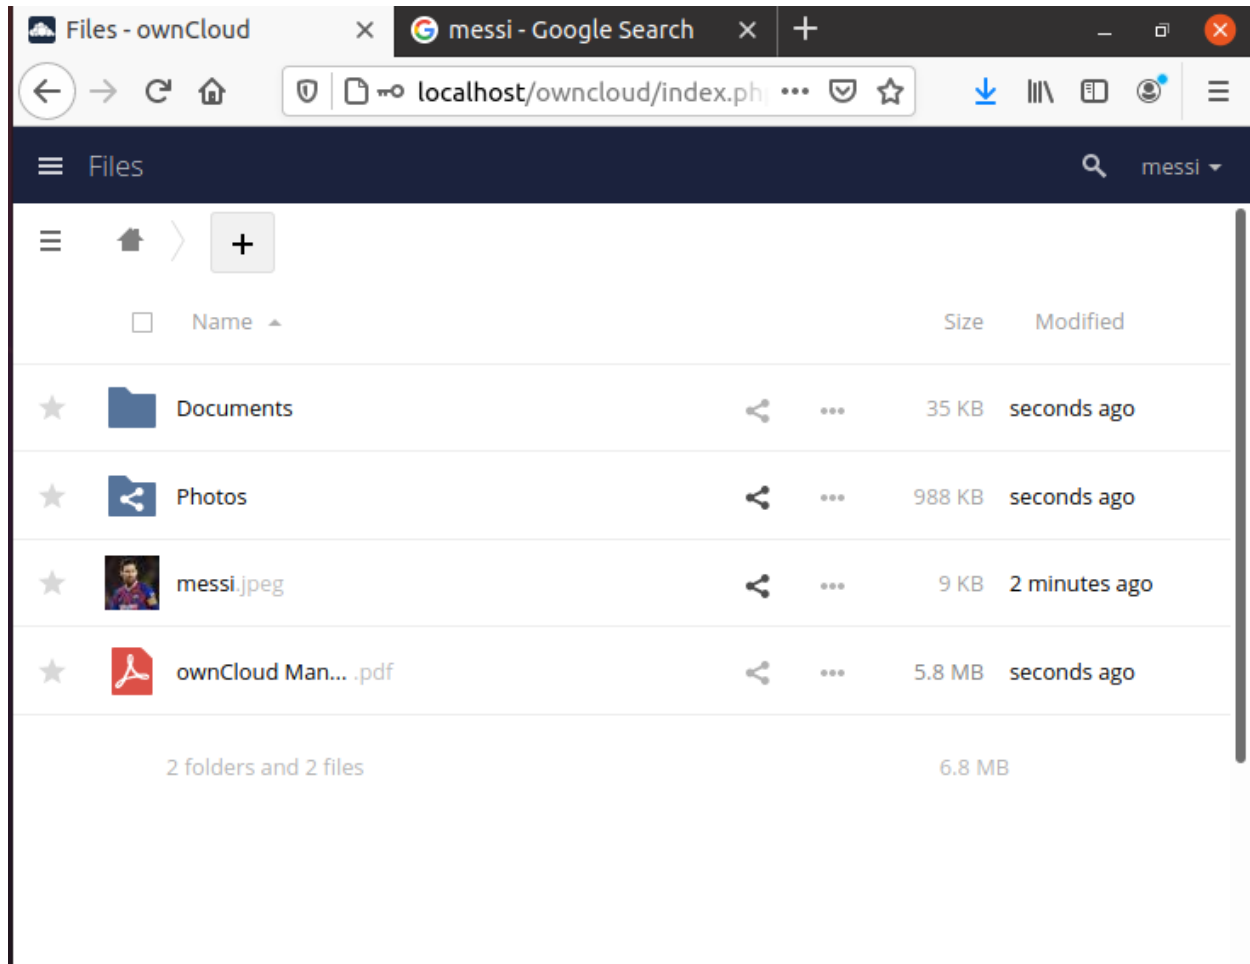 Files - ownCloud
messi - Google Search
localhost/owncloud/index.ph
Files
messi
Name Size Modified
Documents 35 KB seconds ago
Photos 988 KB seconds ago
messi.jpeg 9 KB 2 minutes ago
ownCloud Man... .pdf 5.8 MB seconds ago
2 folders and 2 files 6.8 MB